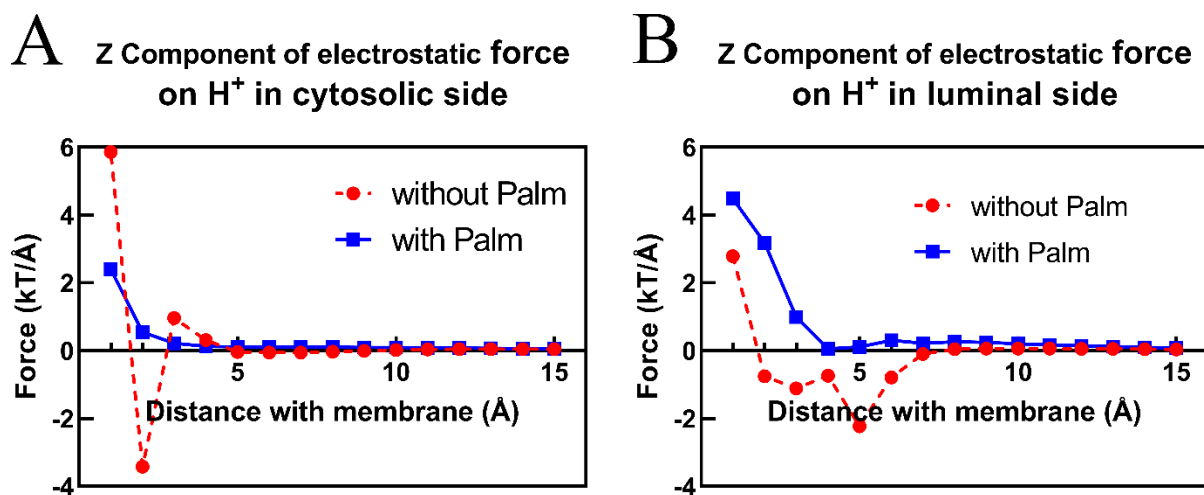 A
Z Component of electrostatic force
on H⁺ in cytosolic side
6
4
2
0
-2
-4
Force (kT/Å)
without Palm
with Palm
5
10
15
Distance with membrane (Å)
B
Z Component of electrostatic force
on H⁺ in luminal side
6
4
2
0
-2
-4
Force (kT/Å)
without Palm
with Palm
5
10
15
Distance with membrane (Å)